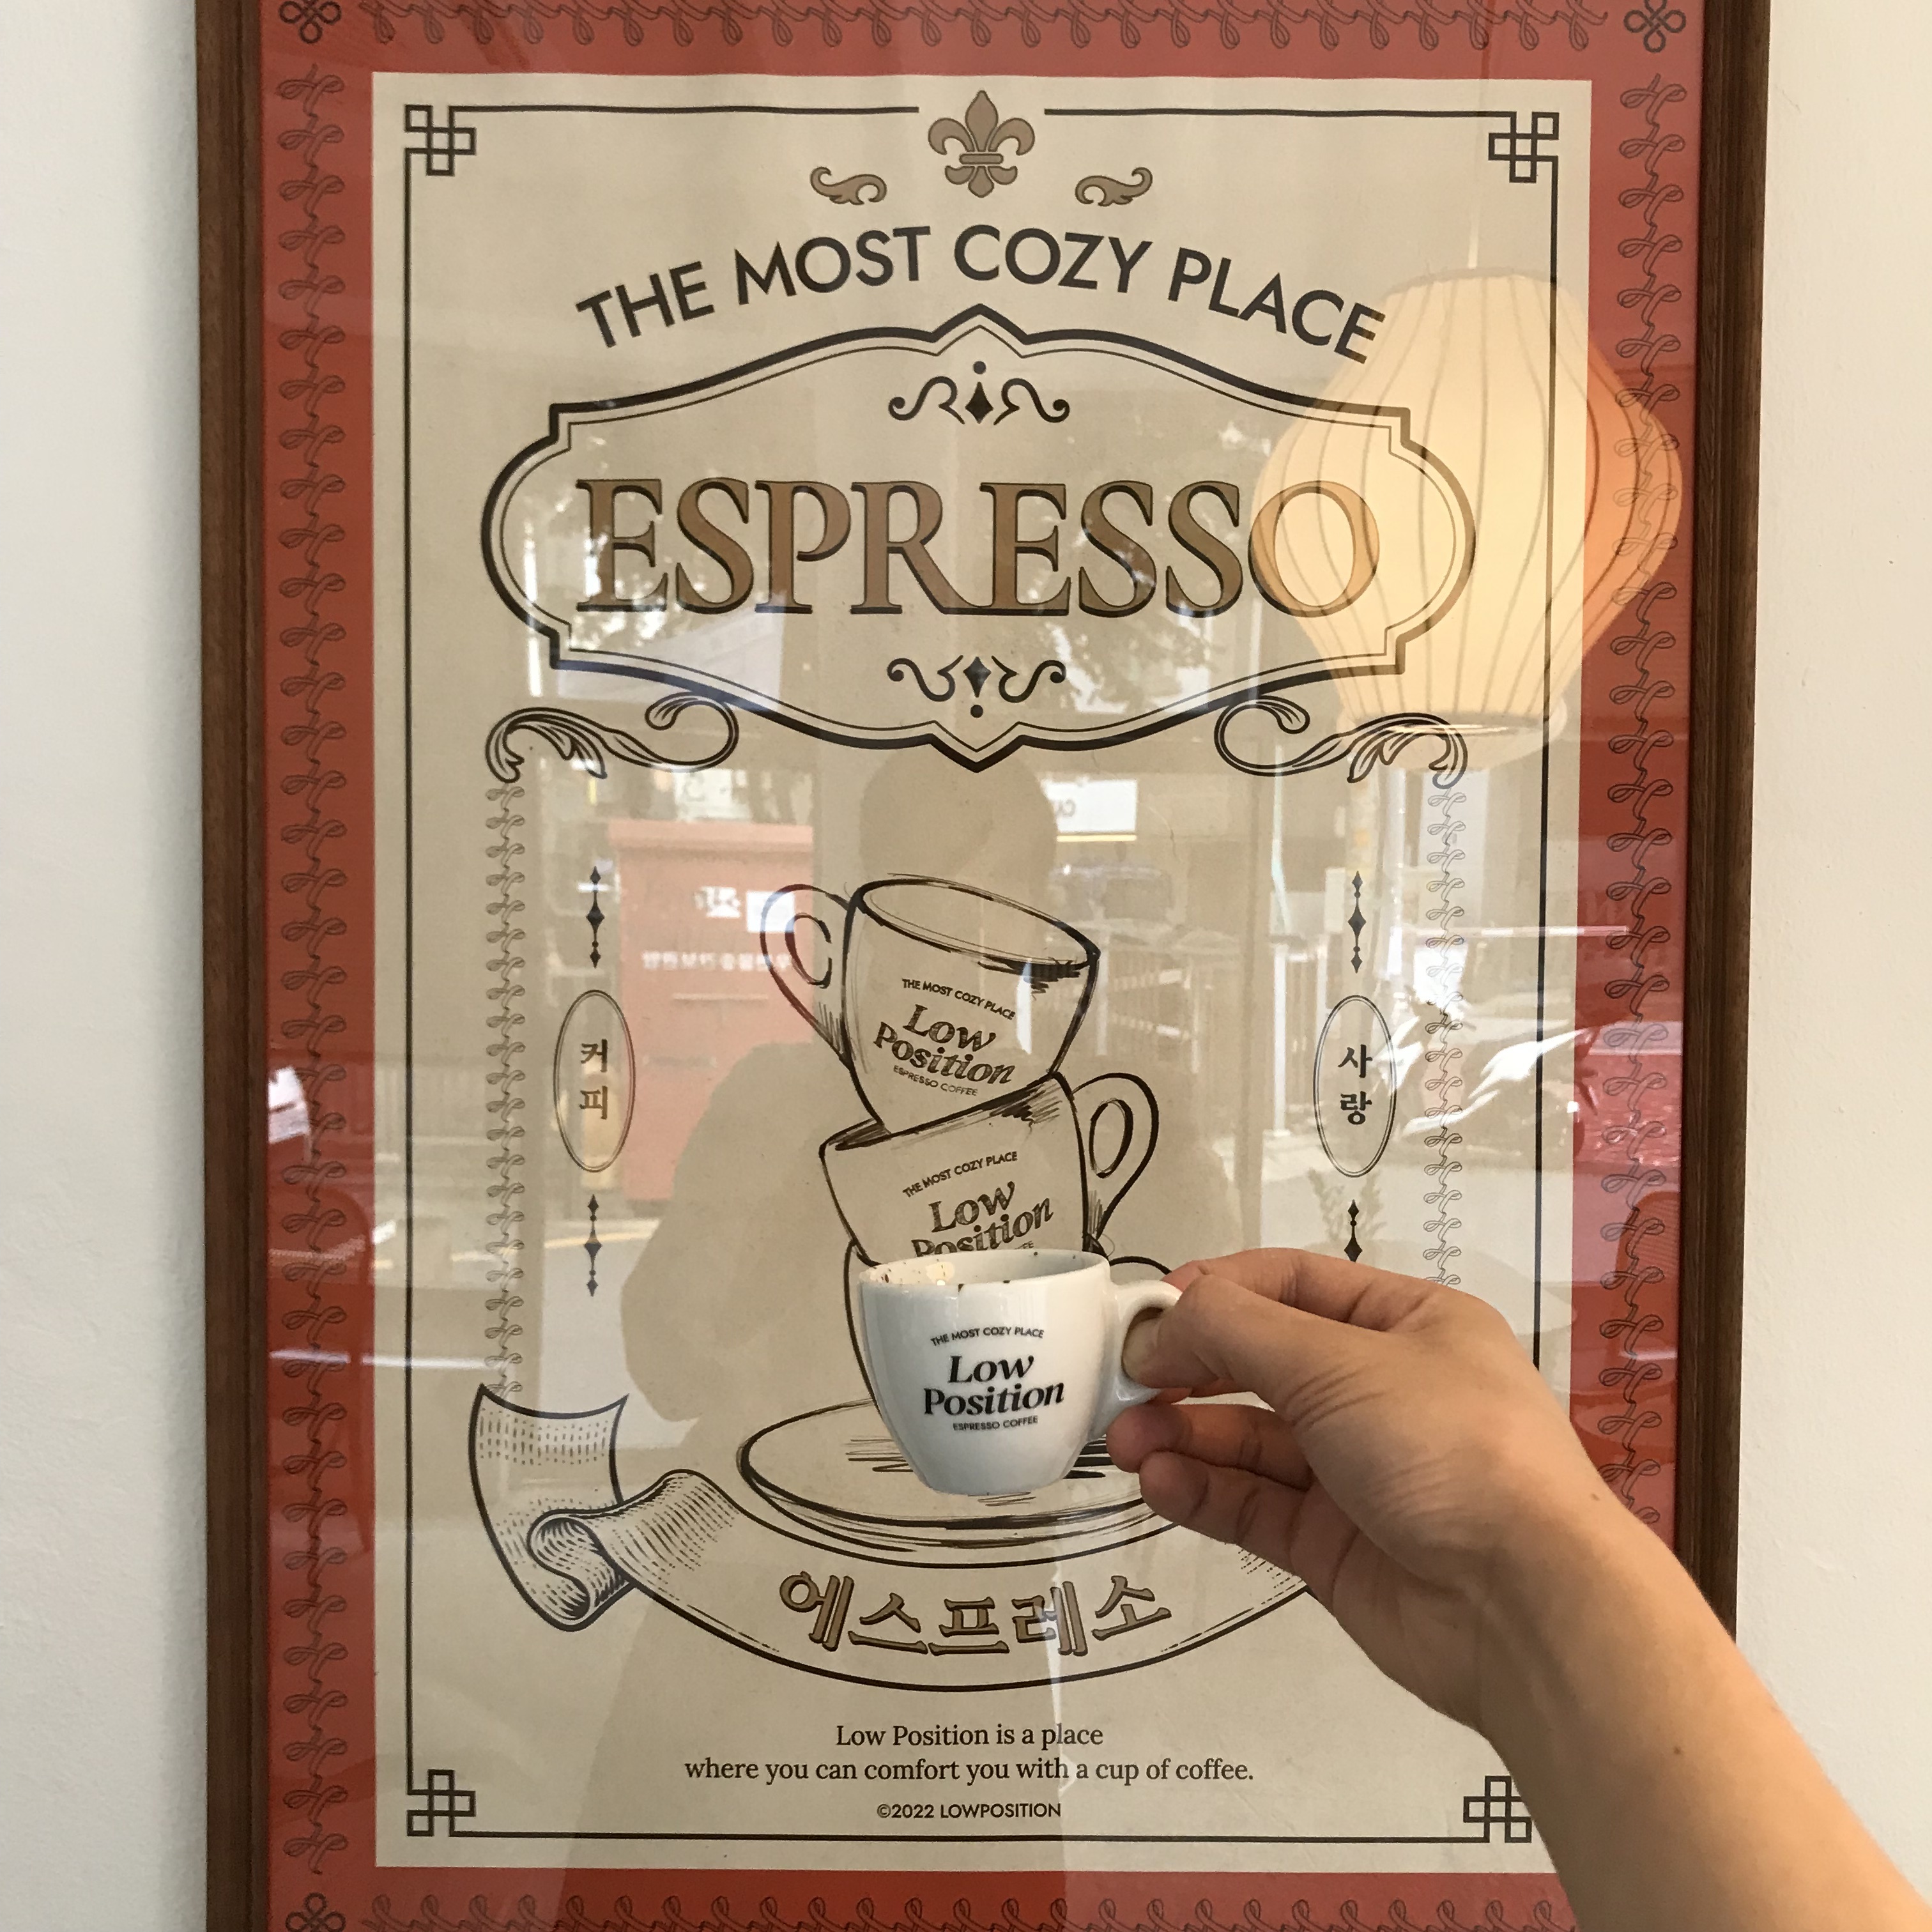 THE MOST COZY PLACE
ESPRESSO
THE MOST COZY PLACE
Low
Position
ESPRESSO COFFEE
커피
사랑
THE MOST COZY PLACE
Low
Position
THE MOST COZY PLACE
Low
Position
ESPRESSO COFFEE
에스프레소
Low Position is a place
where you can comfort you with a cup of coffee.
©2022 LOWPOSITION